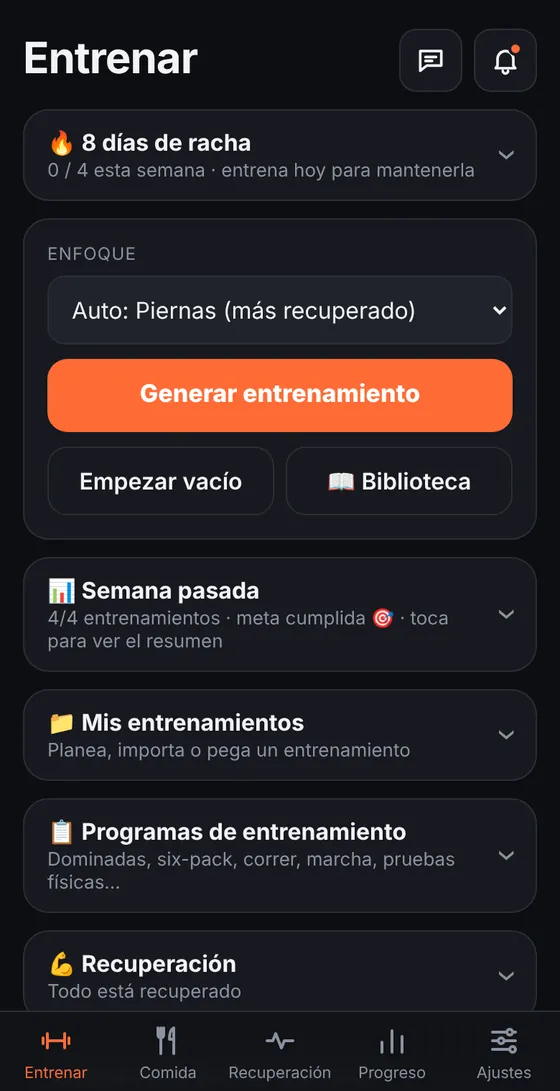 Entrenar
🔥 8 días de racha
0 / 4 esta semana · entrena hoy para mantenerla
ENFOQUE
Auto: Piernas (más recuperado)
Generar entrenamiento
Empezar vacío
📖 Biblioteca
📊 Semana pasada
4/4 entrenamientos · meta cumplida 🎯 · toca
para ver el resumen
📁 Mis entrenamientos
Planea, importa o pega un entrenamiento
📋 Programas de entrenamiento
Dominadas, six-pack, correr, marcha, pruebas
físicas...
💪 Recuperación
Todo está recuperado
Entrenar
Comida
Recuperación
Progreso
Ajustes